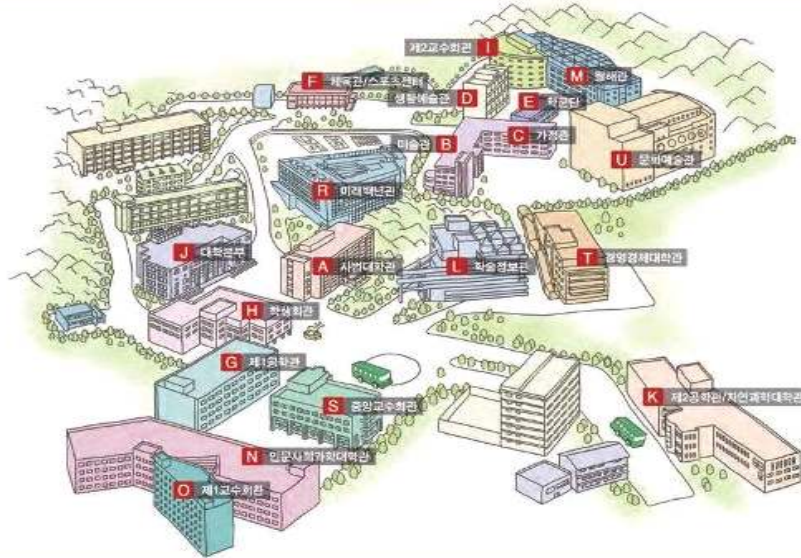 I 제2교수회관
M 월해관
F 체육관/스포츠센터
D 생활예술관
E 학군단
B 미술관
C 가정관
U 문화예술관
R 미래백년관
J 대학본부
A 사범대학관
L 학술정보관
T 경영경제대학관
H 학생회관
G 제1공학관
K 제2공학관/자연과학대학관
S 중앙교수회관
N 인문사회과학대학관
O 제1교수회관